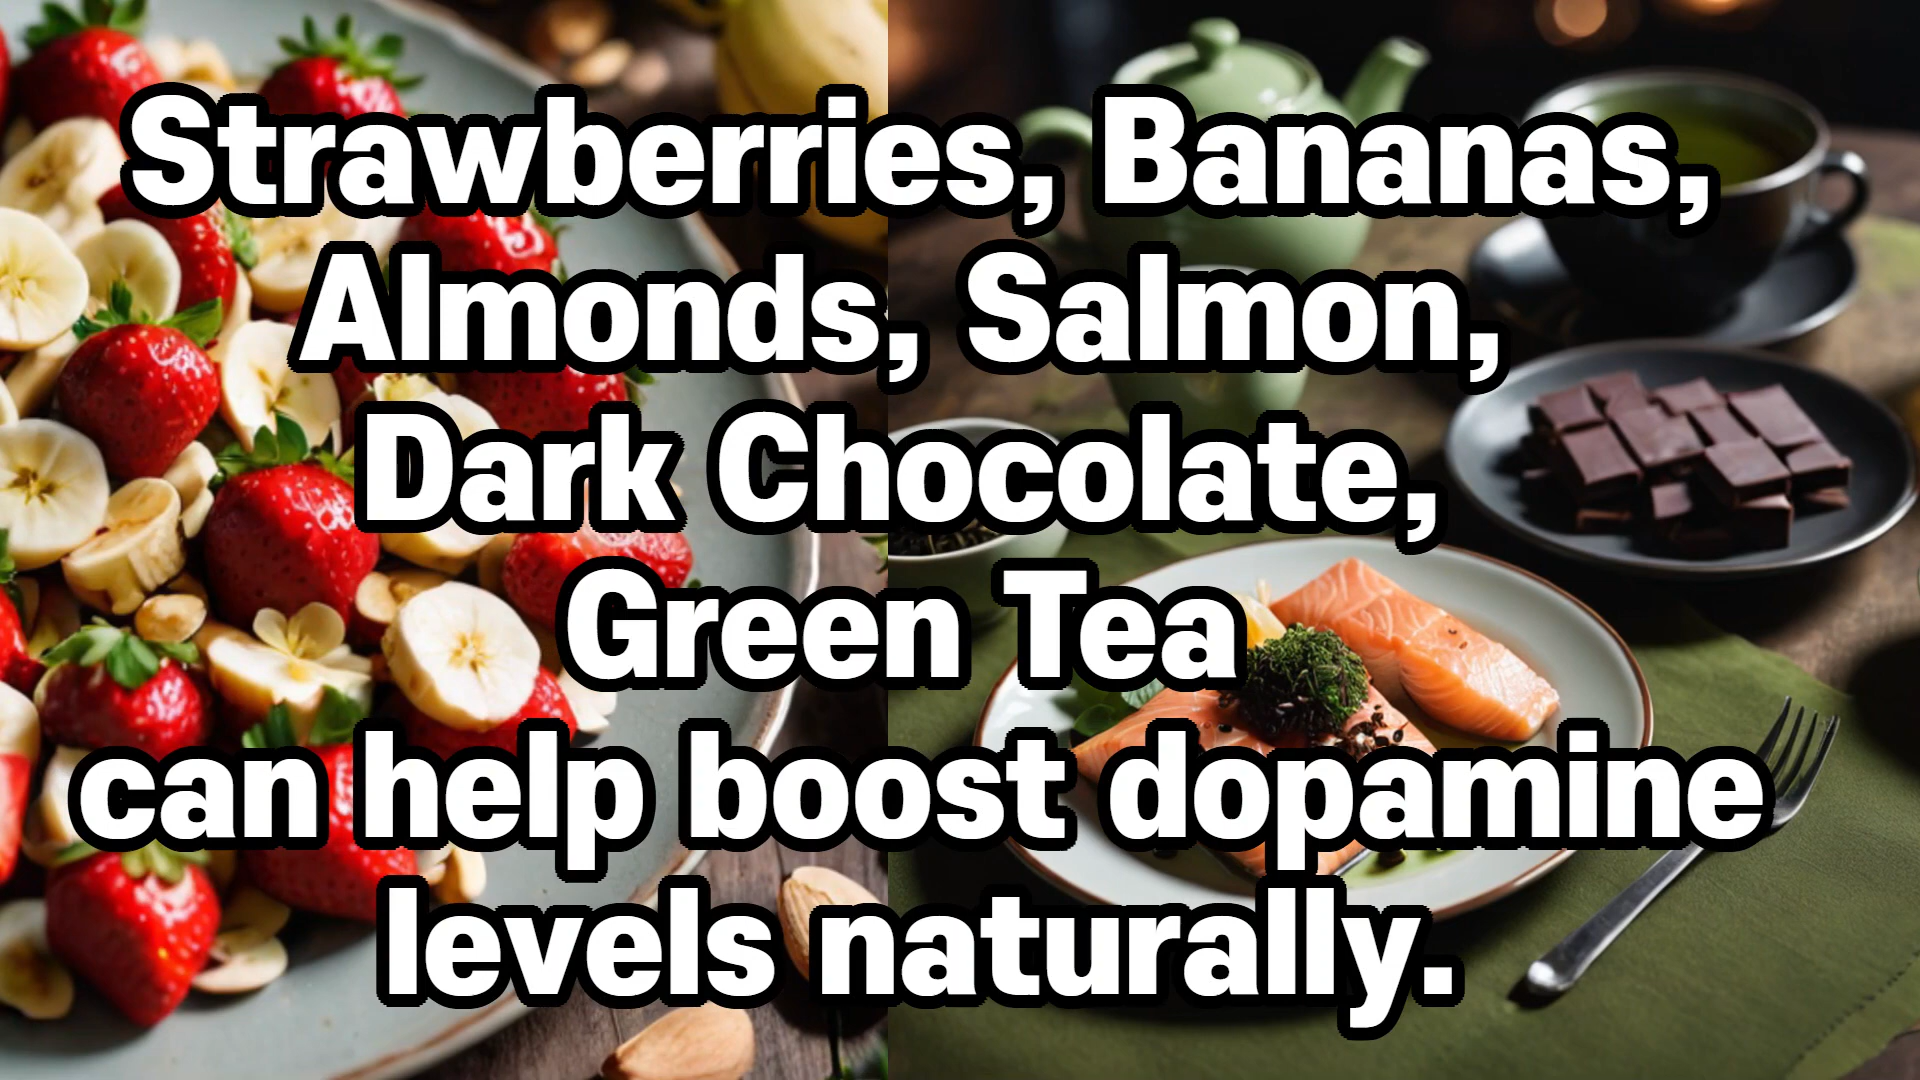 Strawberries, Bananas,
Almonds, Salmon,
Dark Chocolate,
Green Tea
can help boost dopamine
levels naturally.